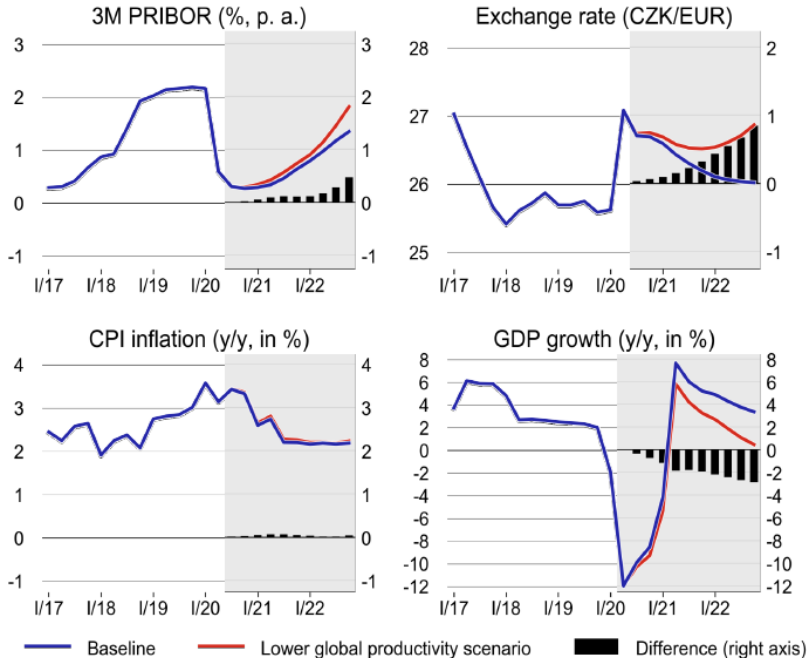 3M PRIBOR (%, p. a.)
3 3
2 2
1 1
0 0
-1 -1
I/17 I/18 I/19 I/20 I/21 I/22
Exchange rate (CZK/EUR)
28 2
27 1
26 0
25 -1
I/17 I/18 I/19 I/20 I/21 I/22
CPI inflation (y/y, in %)
4 4
3 3
2 2
1 1
0 0
-1 -1
I/17 I/18 I/19 I/20 I/21 I/22
GDP growth (y/y, in %)
8 8
6 6
4 4
2 2
0 0
-2 -2
-4 -4
-6 -6
-8 -8
-10 -10
-12 -12
I/17 I/18 I/19 I/20 I/21 I/22
Baseline Lower global productivity scenario Difference (right axis)